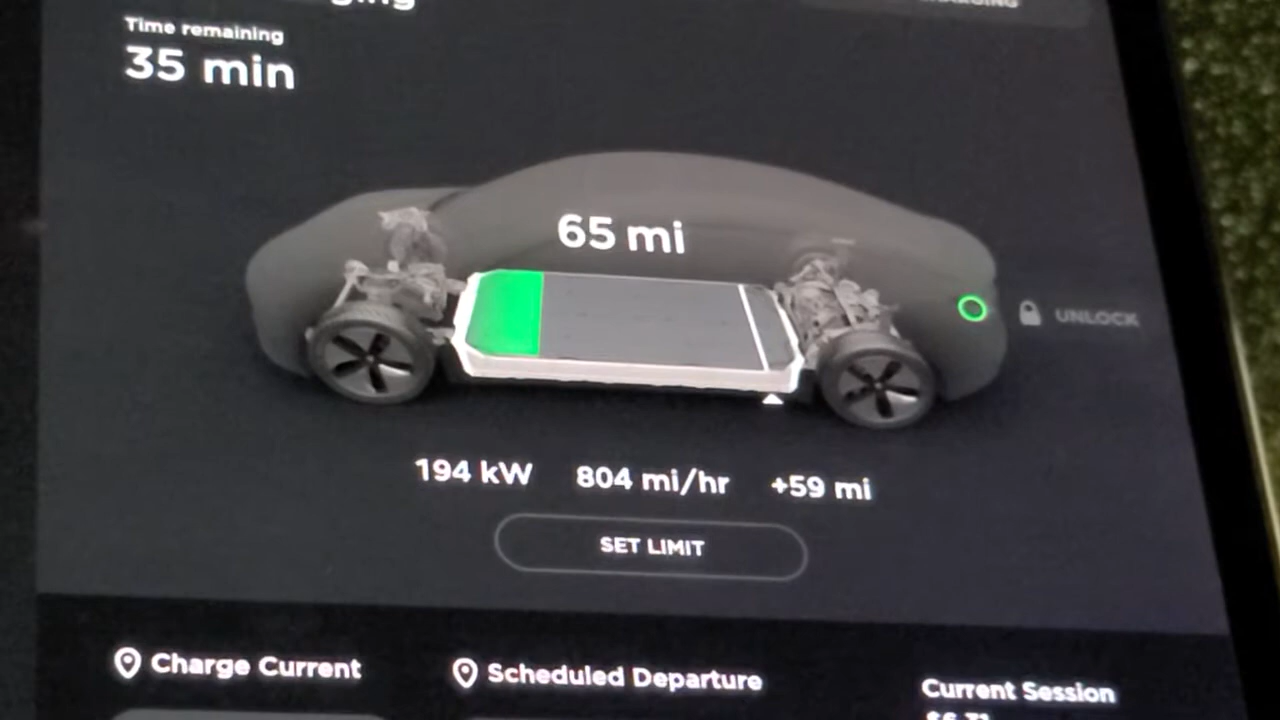 Time remaining
35 min
65 mi
UNLOCK
194 kW 804 mi/hr +59 mi
SET LIMIT
Charge Current
Scheduled Departure
Current Session